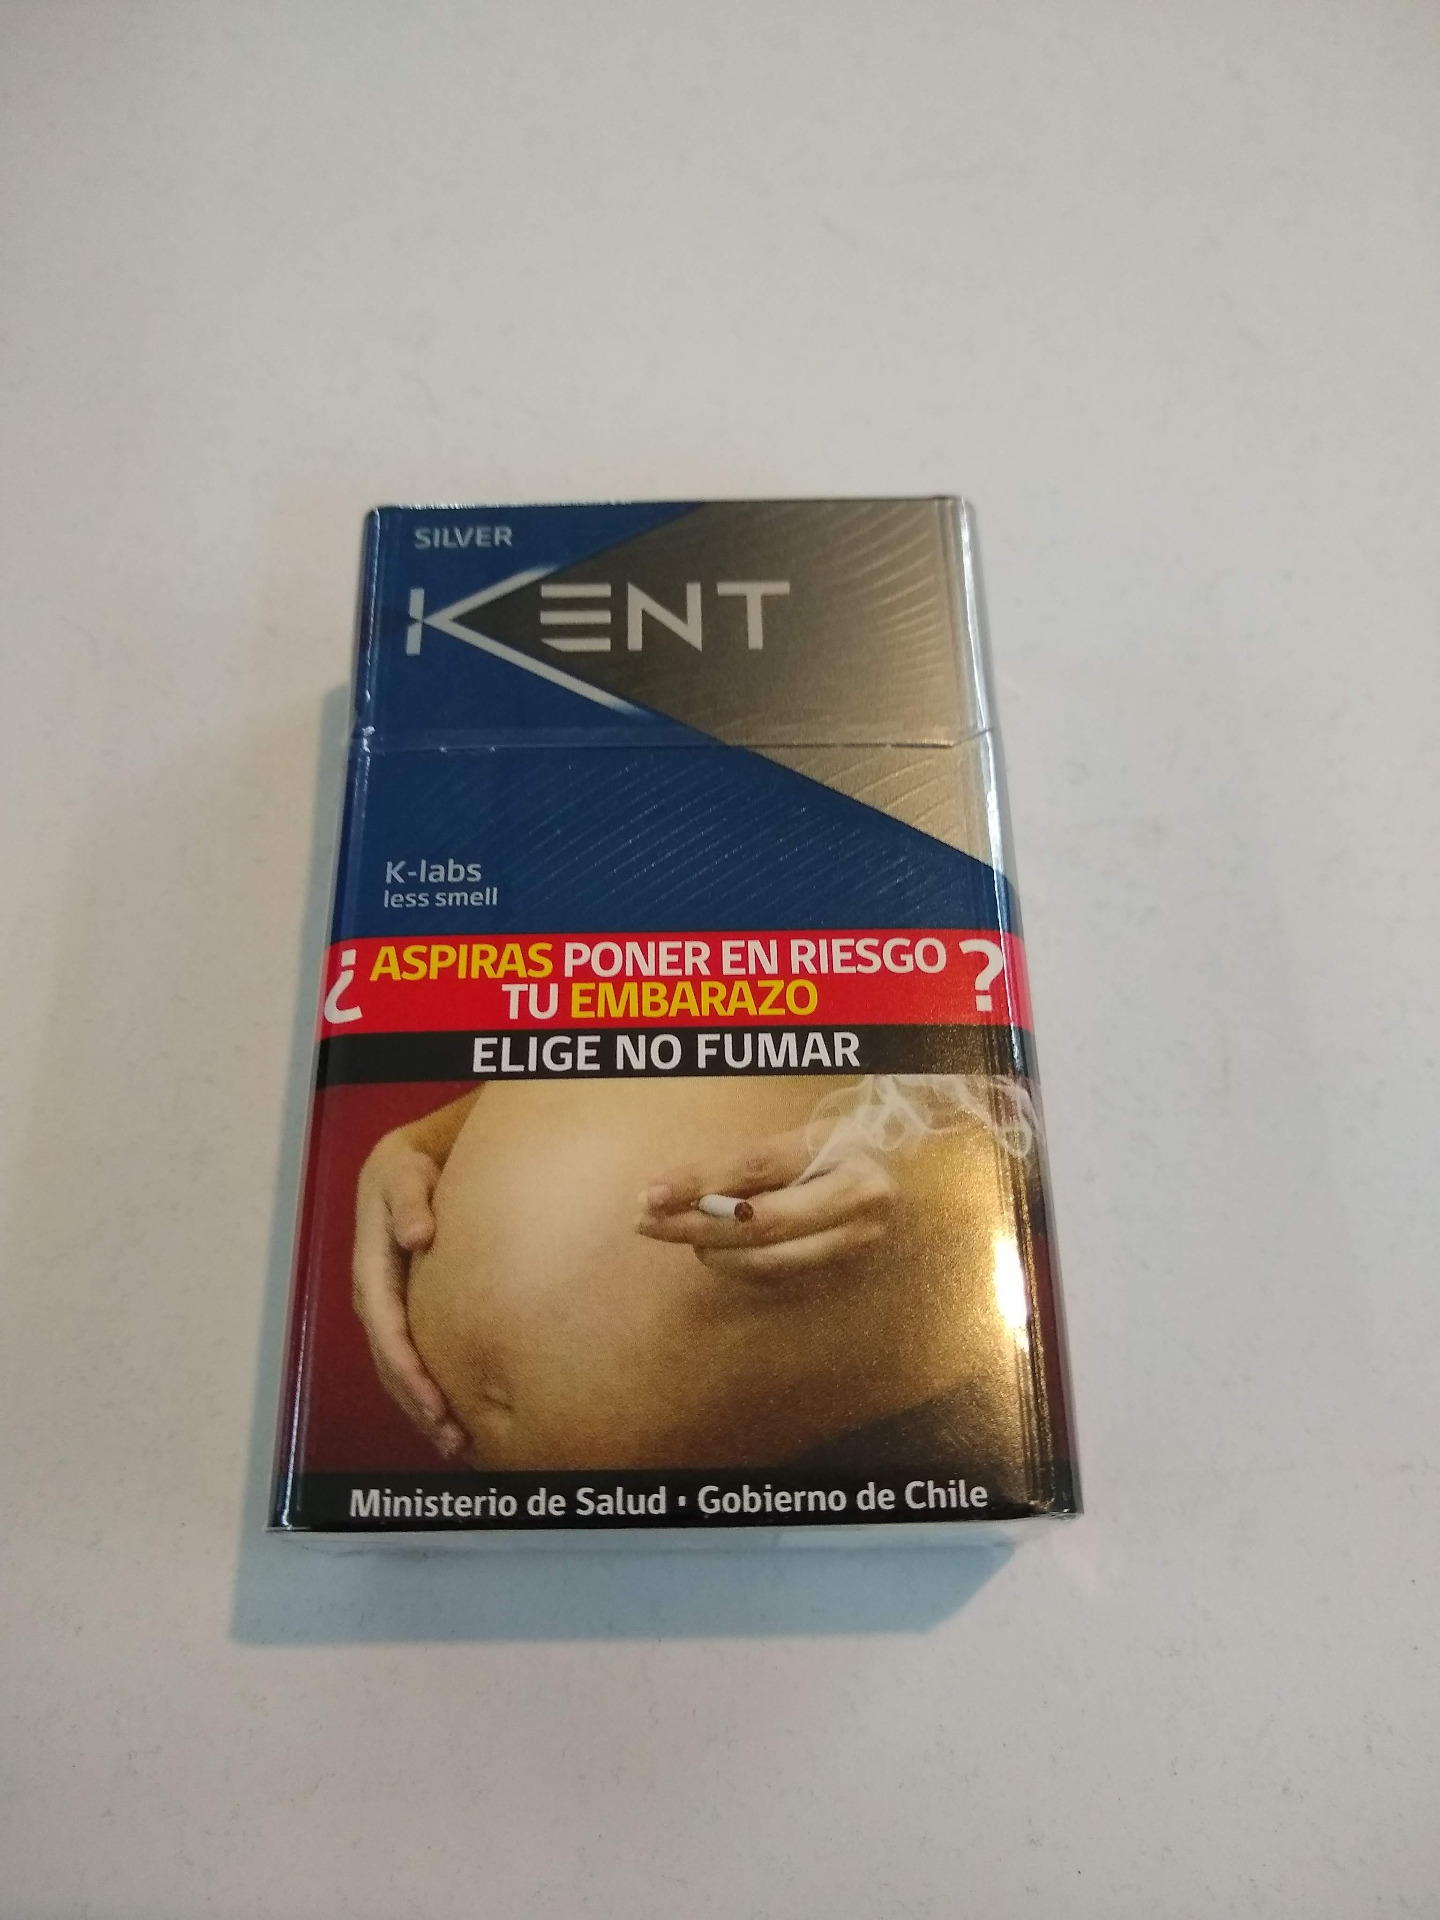 SILVER
KENT
K-labs
less smell
¿ASPIRAS PONER EN RIESGO
TU EMBARAZO?
ELIGE NO FUMAR
Ministerio de Salud · Gobierno de Chile